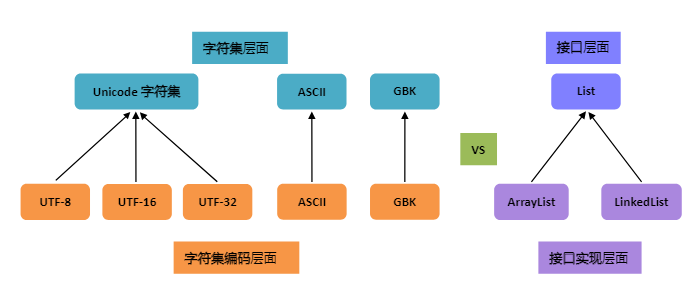 字符集层面
接口层面
Unicode 字符集
ASCII
GBK
List
VS
UTF-8
UTF-16
UTF-32
ASCII
GBK
ArrayList
LinkedList
字符集编码层面
接口实现层面